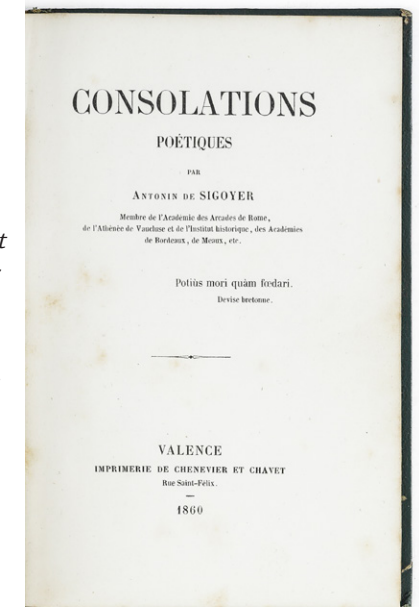 CONSOLATIONS
POÉTIQUES
PAR
ANTONIN DE SIGOYER
Membre de l'Académie des Arcades de Rome,
de l'Athénée de Vaucluse et de l'Institut historique, des Académies
de Bordeaux, de Meaux, etc.
Potiùs mori quàm fœdari.
Devise bretonne.
VALENCE
IMPRIMERIE DE CHENEVIER ET CHAVET
Rue Saint-Félix.
1860